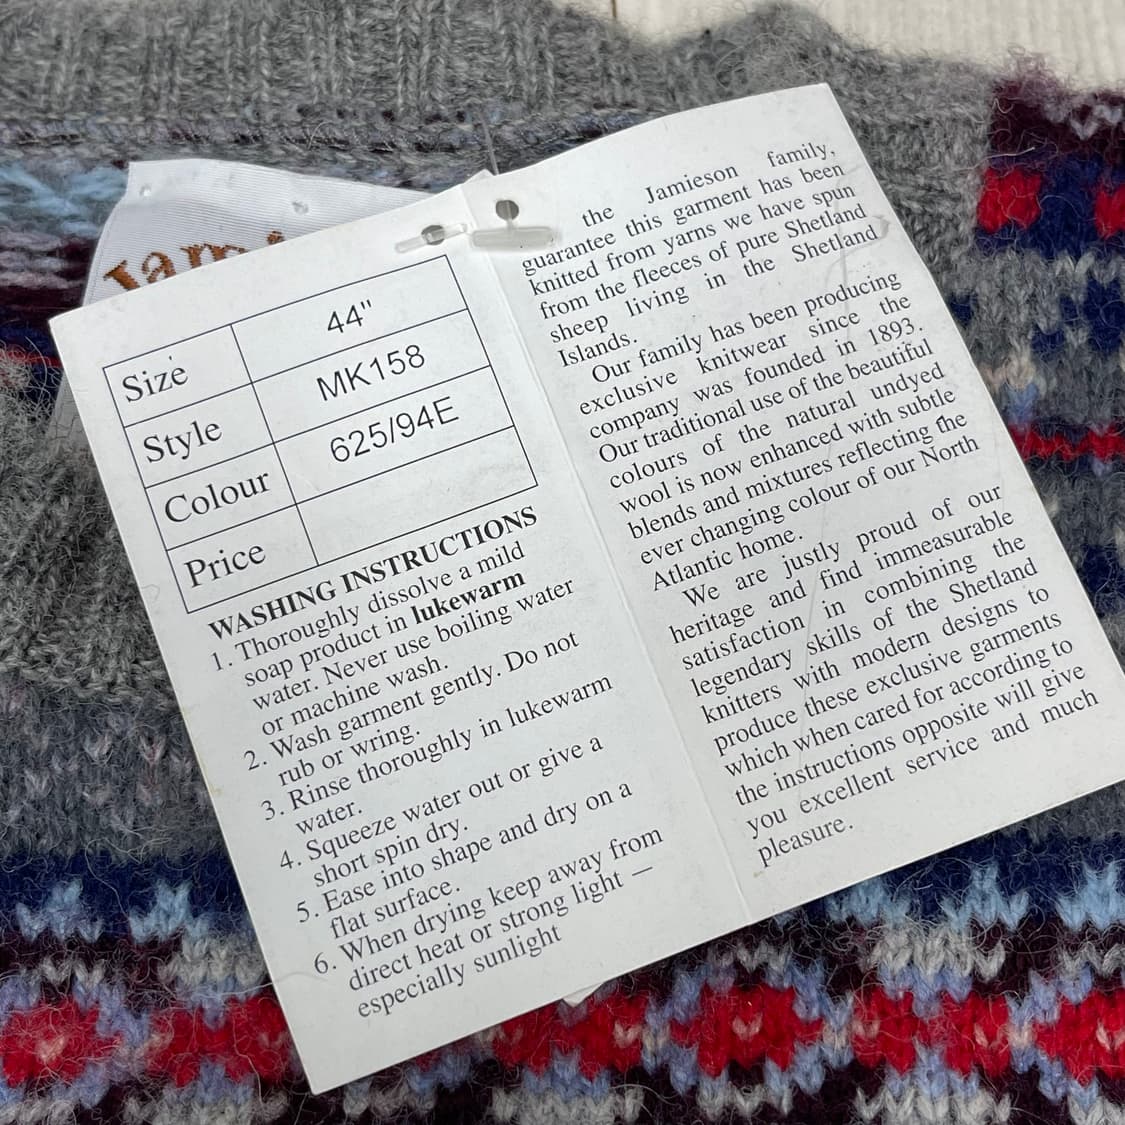 Jami
Size 44"
Style MK158
Colour 625/94E
Price
WASHING INSTRUCTIONS
1. Thoroughly dissolve a mild
soap product in lukewarm
water. Never use boiling water
or machine wash.
2. Wash garment gently. Do not
rub or wring.
3. Rinse thoroughly in lukewarm
water.
4. Squeeze water out or give a
short spin dry.
5. Ease into shape and dry on a
flat surface.
6. When drying keep away from
direct heat or strong light —
especially sunlight
the Jamieson family,
guarantee this garment has been
knitted from yarns we have spun
from the fleeces of pure Shetland
sheep living in the Shetland
Islands.
Our family has been producing
exclusive knitwear since the
company was founded in 1893.
Our traditional use of the beautiful
colours of the natural undyed
wool is now enhanced with subtle
blends and mixtures reflecting the
ever changing colour of our North
Atlantic home.
We are justly proud of our
heritage and find immeasurable
satisfaction in combining the
legendary skills of the Shetland
knitters with modern designs to
produce these exclusive garments
which when cared for according to
the instructions opposite will give
you excellent service and much
pleasure.